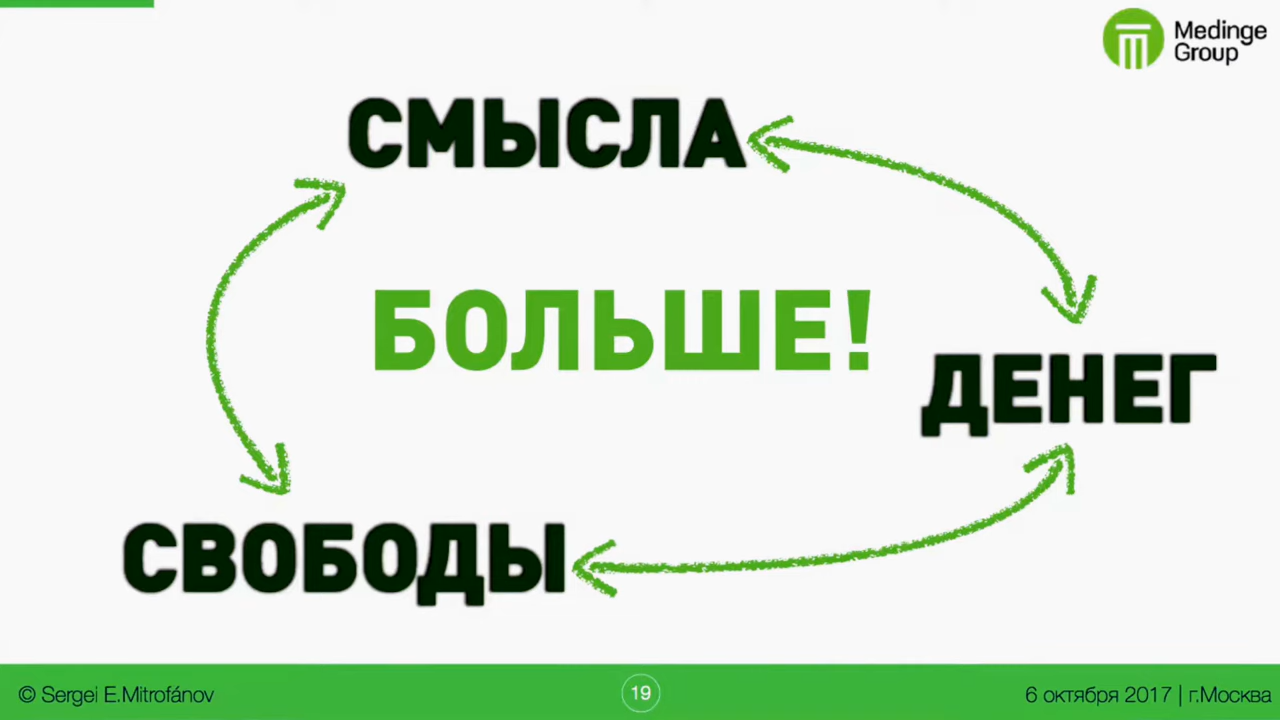 Medinge
Group
СМЫСЛА
БОЛЬШЕ!
ДЕНЕГ
СВОБОДЫ
© Sergei E.Mitrofánov
19
6 октября 2017 | г.Москва